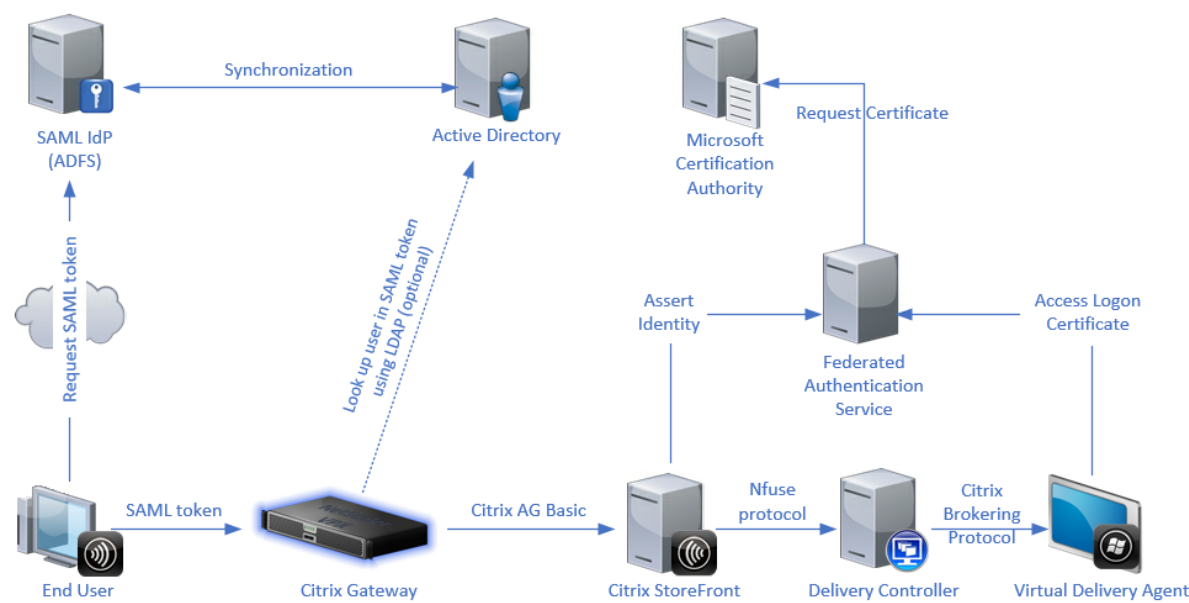 Synchronization
SAML IdP
(ADFS)
Active Directory
Request Certificate
Microsoft
Certification
Authority
Request SAML token
Look up user in SAML token
using LDAP (optional)
Assert
Identity
Access Logon
Certificate
Federated
Authentication
Service
SAML token
Citrix AG Basic
Nfuse
protocol
Citrix
Brokering
Protocol
End User
Citrix Gateway
Citrix StoreFront
Delivery Controller
Virtual Delivery Agent